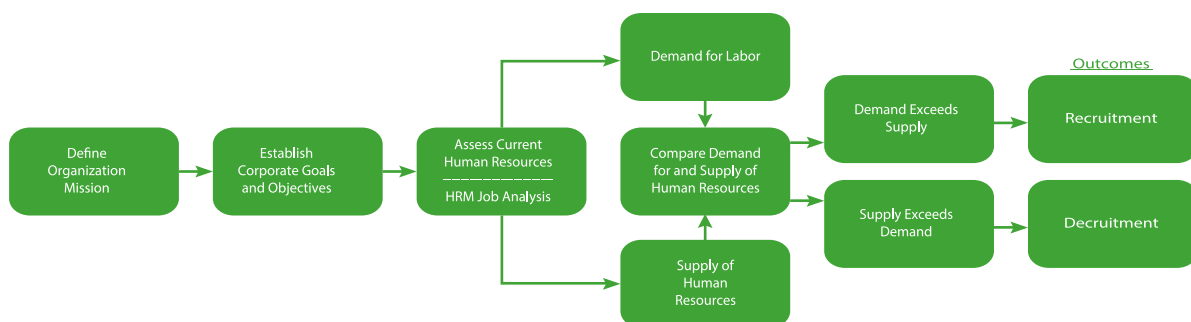 Define
Organization
Mission
Establish
Corporate Goals
and Objectives
Assess Current
Human Resources
HRM Job Analysis
Demand for Labor
Compare Demand
for and Supply of
Human Resources
Supply of
Human
Resources
Demand Exceeds
Supply
Supply Exceeds
Demand
Outcomes
Recruitment
Decruitment